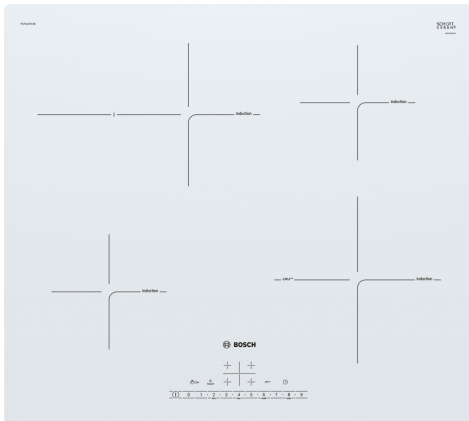 SCHOTT
CERAN®
induction
induction
induction
induction
BOSCH
0 1 · 2 · 3 · 4 · 5 · 6 · 7 · 8 · 9